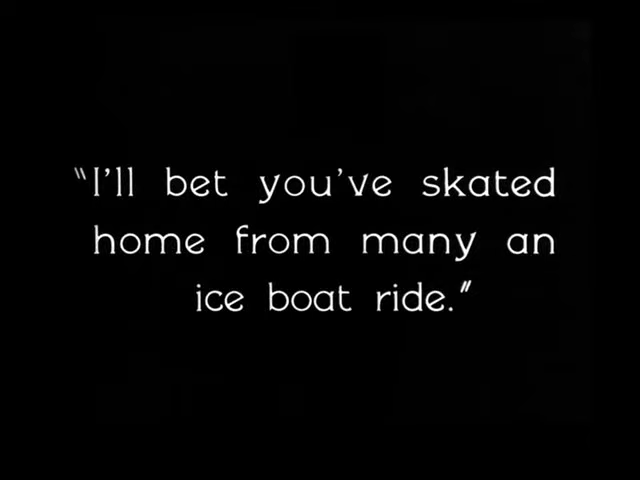 "I'll bet you've skated
home from many an
ice boat ride."